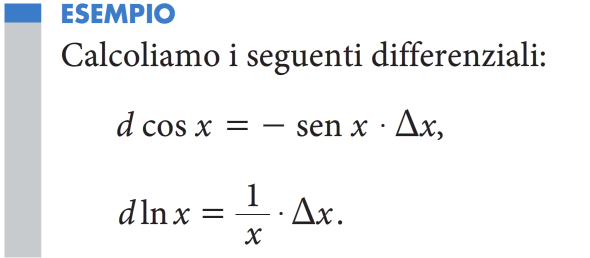 ESEMPIO
Calcoliamo i seguenti differenziali:
d cos x = − sen x · Δx,
d ln x = 1/x · Δx.